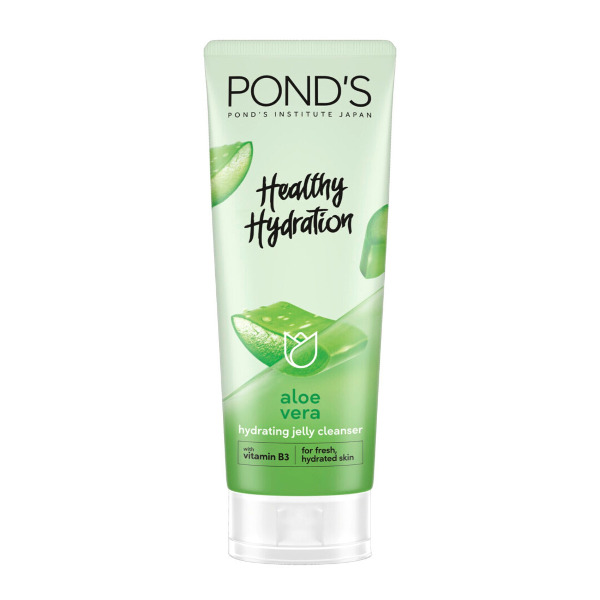 POND'S
POND'S INSTITUTE JAPAN
Healthy
Hydration
aloe
vera
hydrating jelly cleanser
with
vitamin B3
for fresh,
hydrated skin